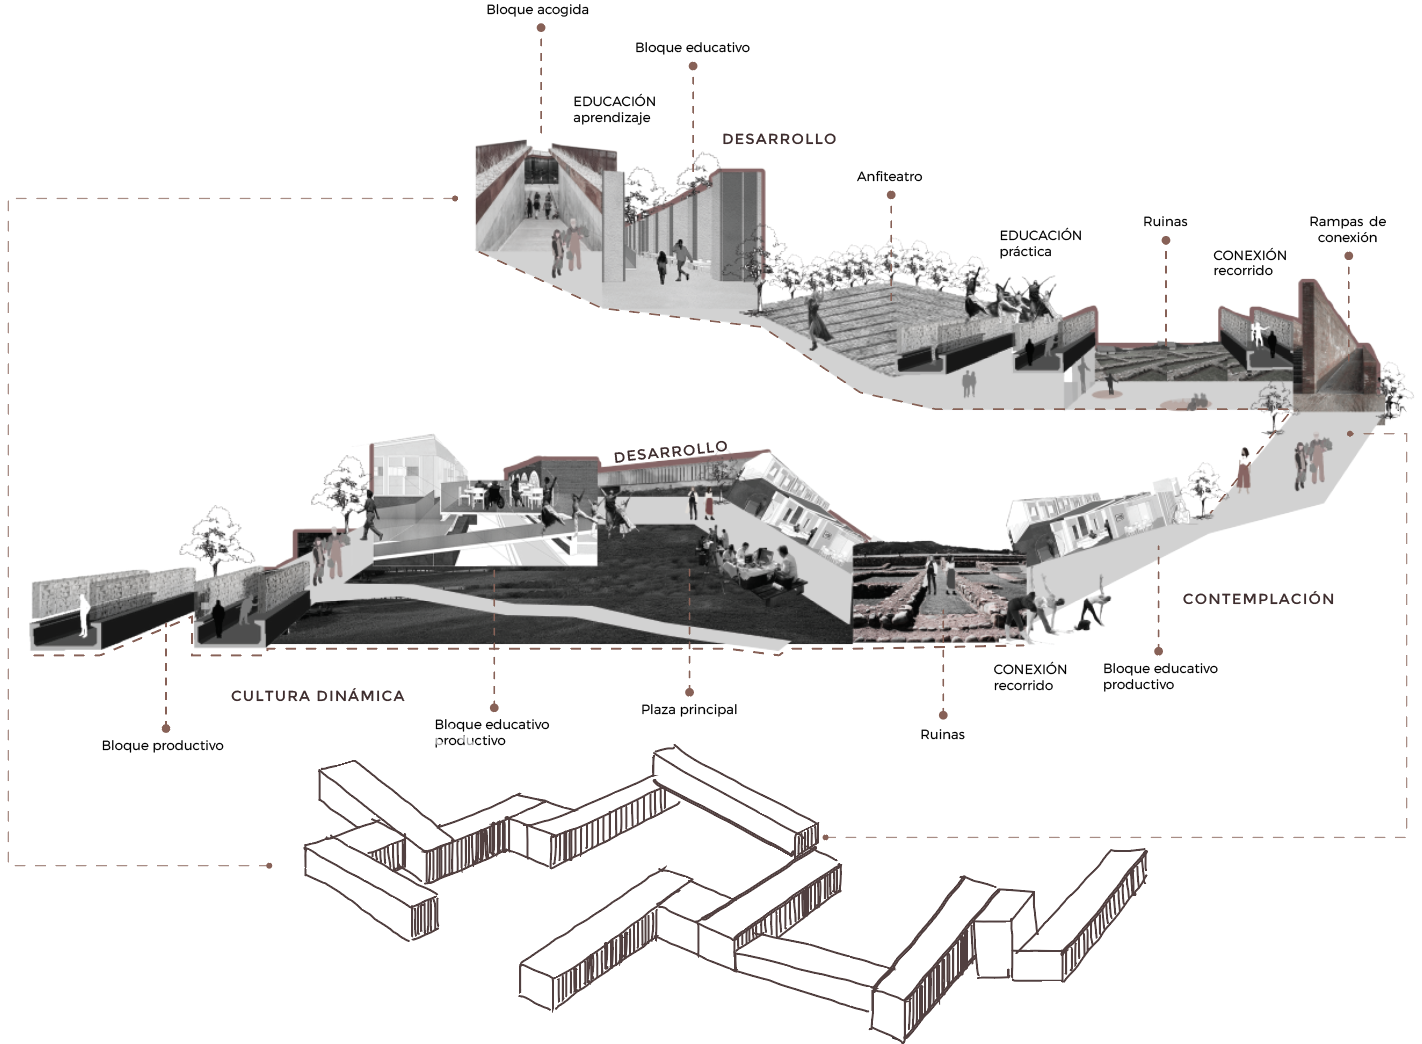 Bloque acogida
Bloque educativo
EDUCACIÓN
aprendizaje
DESARROLLO
Anfiteatro
EDUCACIÓN
práctica
Ruinas
CONEXIÓN
recorrido
Rampas de
conexión
DESARROLLO
CONTEMPLACIÓN
CONEXIÓN
recorrido
Bloque educativo
productivo
CULTURA DINÁMICA
Bloque productivo
Bloque educativo
productivo
Plaza principal
Ruinas